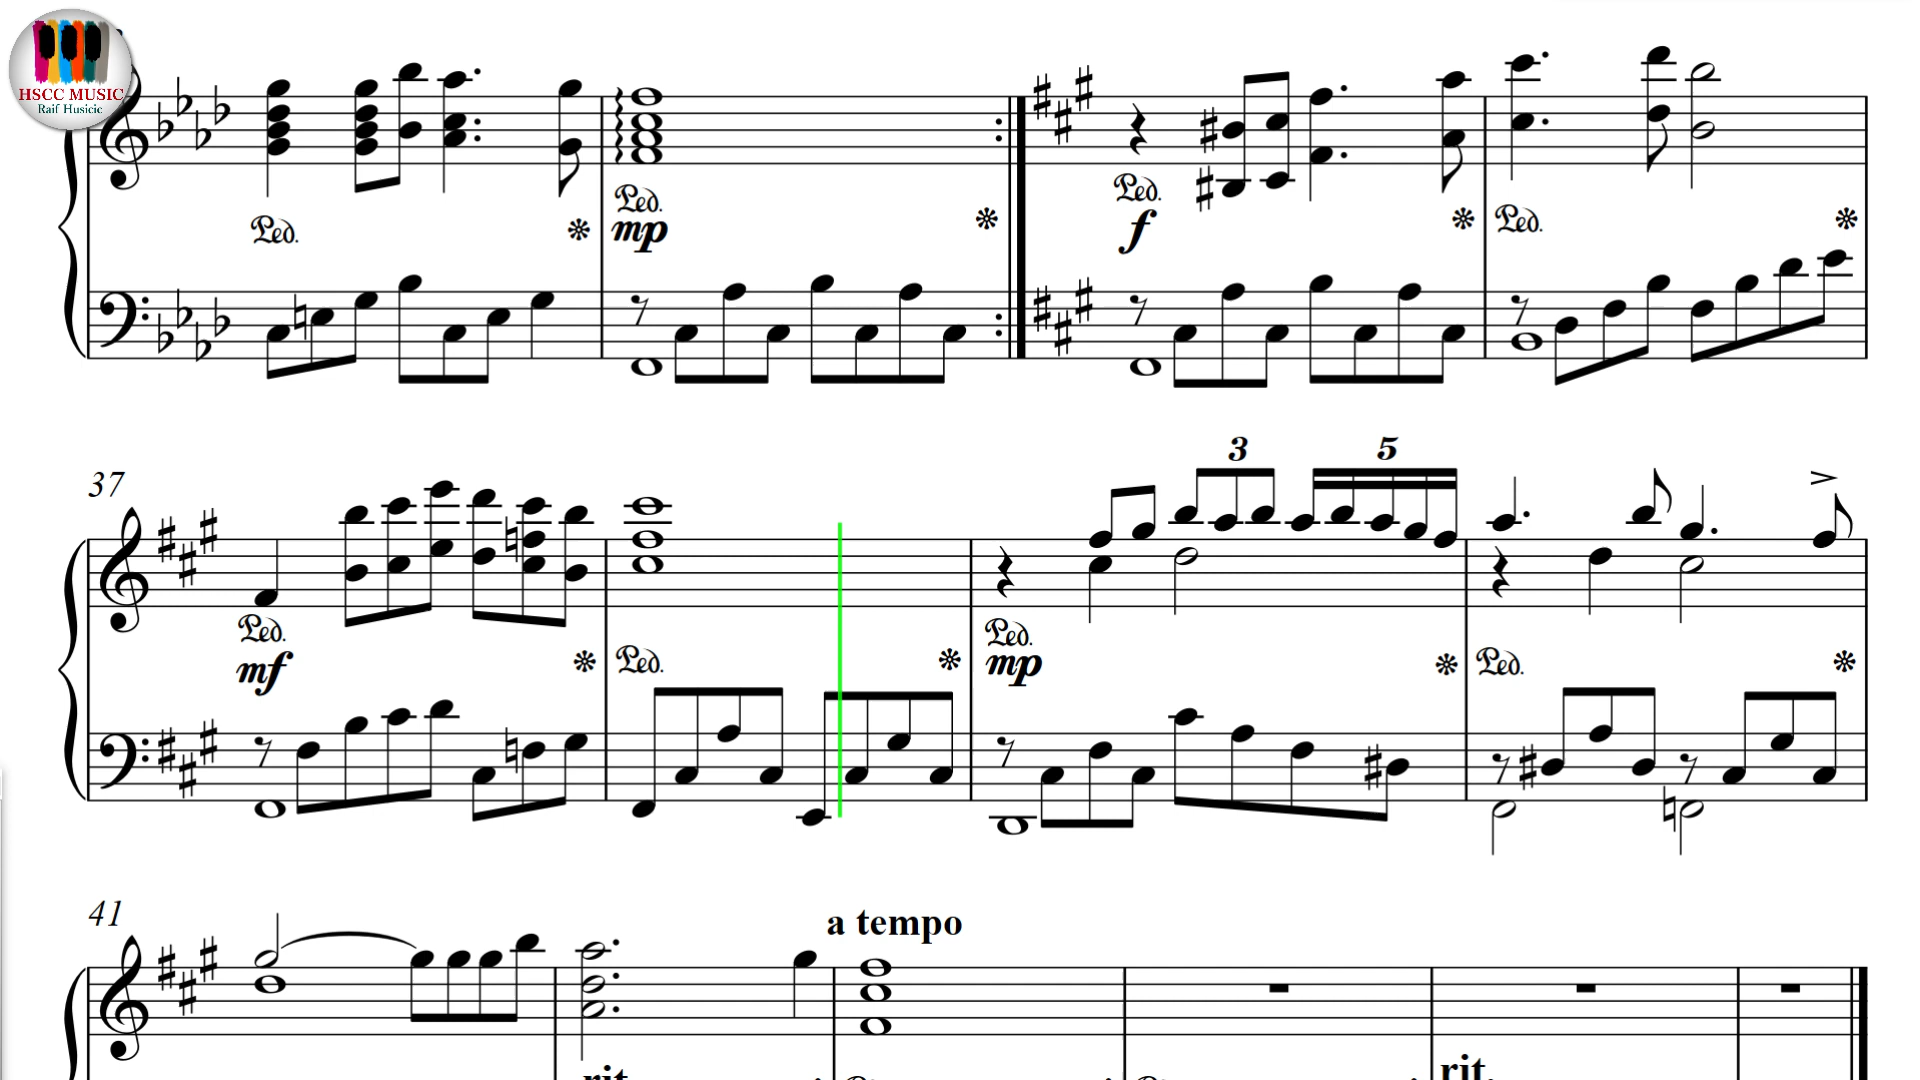 HSCC MUSIC
Raif Husicic
Ped.
Ped.
mp
Ped.
f
Ped.
3
5
37
Ped.
mf
Ped.
Ped.
mp
Ped.
41
a tempo
rit.
rit.